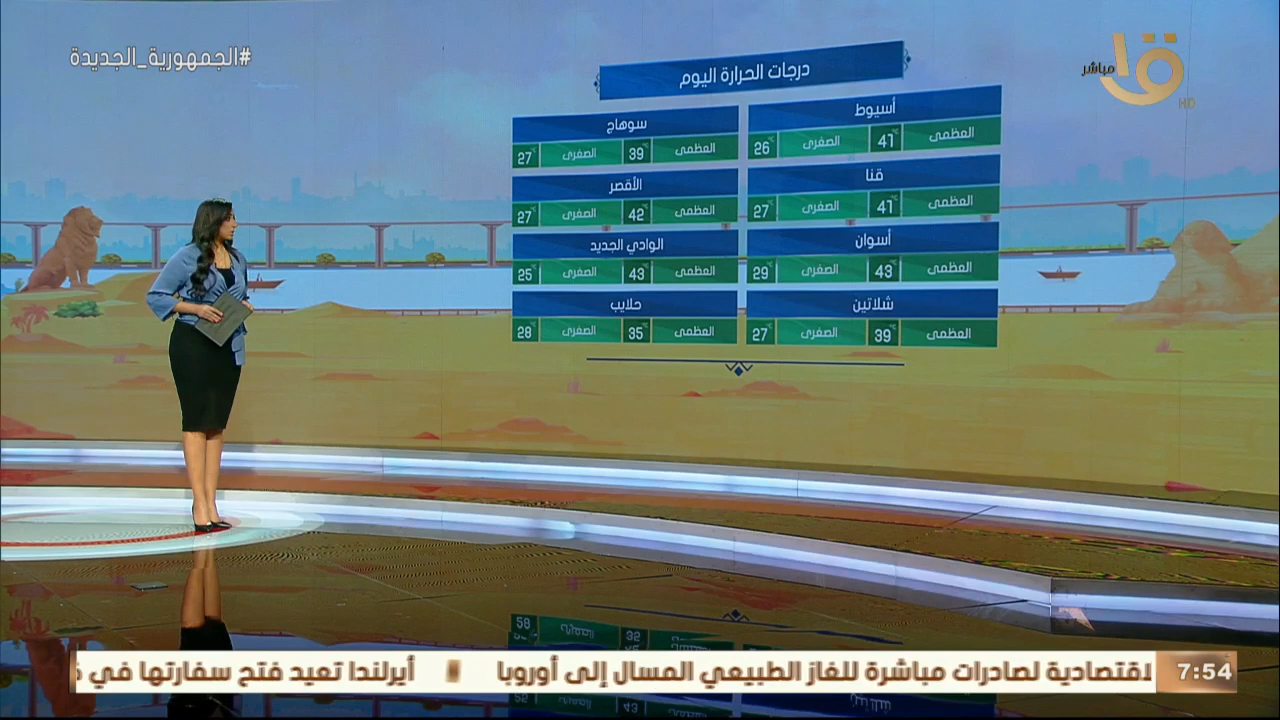 #الجمهورية_الجديدة
مباشر
HD
درجات الحرارة اليوم
أسيوط
العظمى 41 الصغرى 26
سوهاج
العظمى 39 الصغرى 27
قنا
العظمى 41 الصغرى 27
الأقصر
العظمى 42 الصغرى 27
أسوان
العظمى 43 الصغرى 29
الوادي الجديد
العظمى 43 الصغرى 25
شلاتين
العظمى 39 الصغرى 27
حلايب
العظمى 35 الصغرى 28
7:54
لاقتصادية لصادرات مباشرة للغاز الطبيعي المسال إلى أوروبا
أيرلندا تعيد فتح سفارتها في